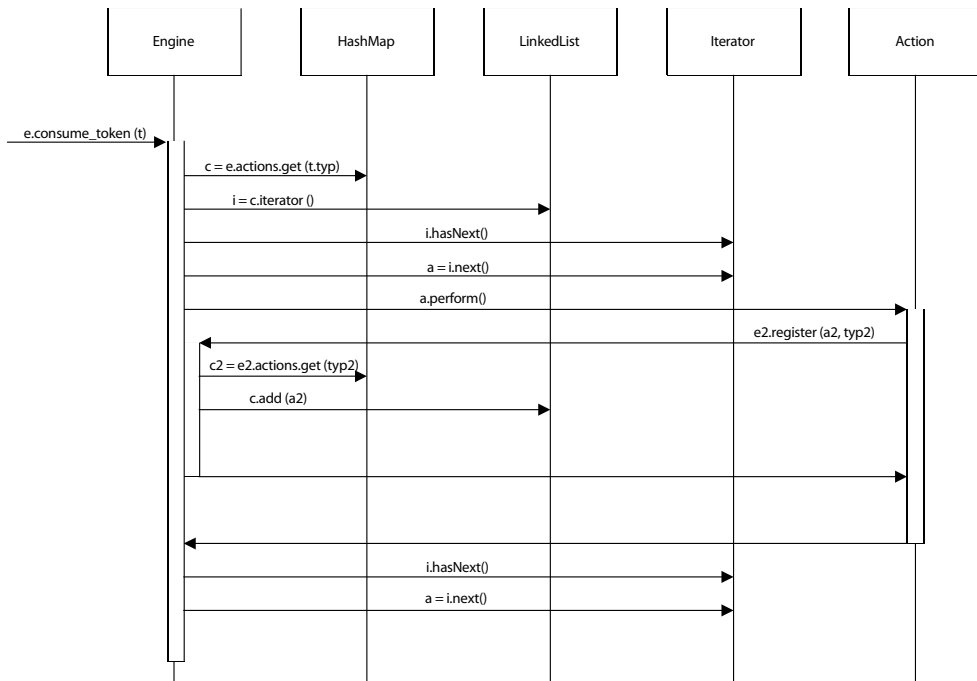 Engine
HashMap
LinkedList
Iterator
Action
e.consume_token (t)
c = e.actions.get (t.typ)
i = c.iterator ()
i.hasNext()
a = i.next()
a.perform()
e2.register (a2, typ2)
c2 = e2.actions.get (typ2)
c.add (a2)
i.hasNext()
a = i.next()